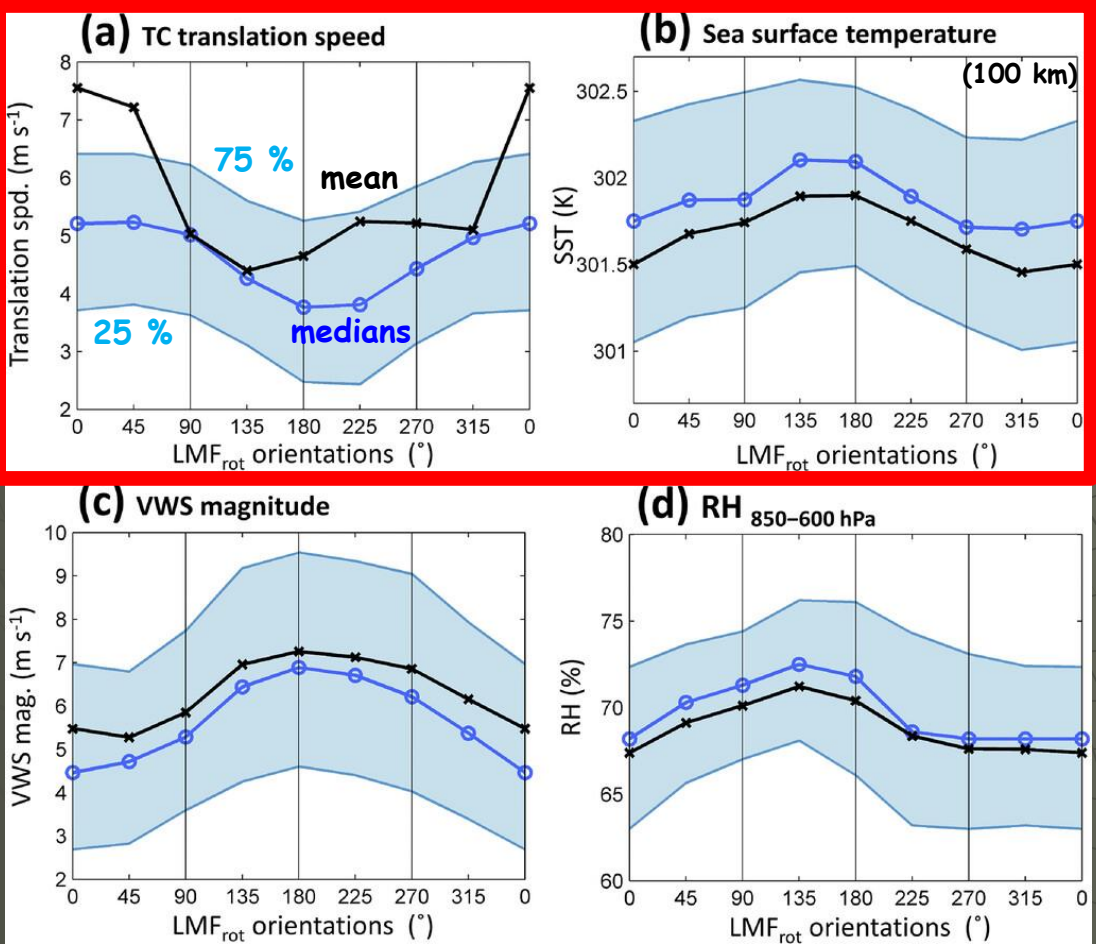 (a) TC translation speed
8
7
6
5
4
3
2
Translation spd. (m s⁻¹)
75 %
mean
25 %
medians
0 45 90 135 180 225 270 315 0
LMFrot orientations (˚)
(b) Sea surface temperature
(100 km)
302.5
302
301.5
301
SST (K)
0 45 90 135 180 225 270 315 0
LMFrot orientations (˚)
(c) VWS magnitude
10
9
8
7
6
5
4
3
2
VWS mag. (m s⁻¹)
0 45 90 135 180 225 270 315 0
LMFrot orientations (˚)
(d) RH 850–600 hPa
80
75
70
65
60
RH (%)
0 45 90 135 180 225 270 315 0
LMFrot orientations (˚)